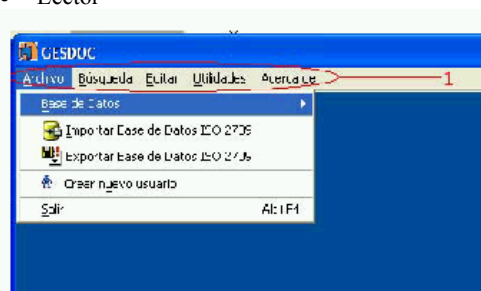 Lector
GESDUC
Archivo Búsqueda Editar Utilidades Acerca de 1
Base de Datos
Importar Base de Datos ISO 2709
Exportar Base de Datos ISO 2709
Crear nuevo usuario
Salir Alt+F4